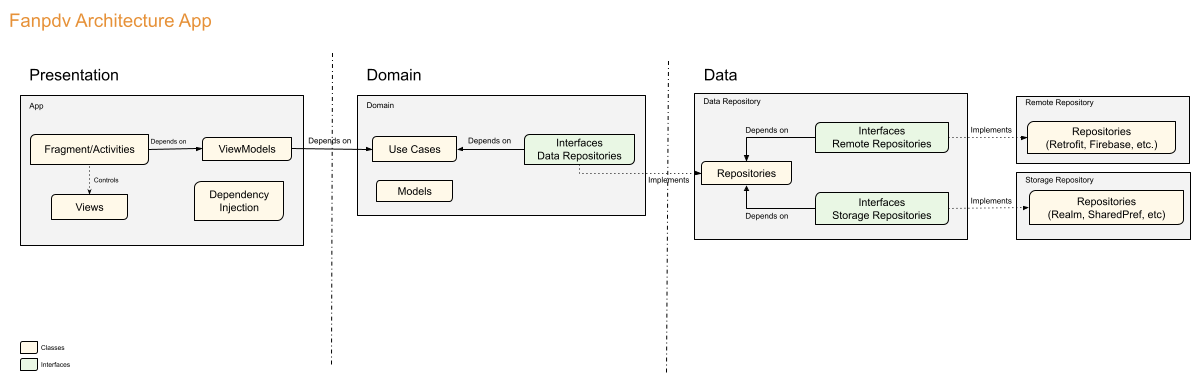 Fanpdv Architecture App
Presentation
Domain
Data
App
Fragment/Activities
Depends on
ViewModels
Controls
Views
Dependency
Injection
Depends on
Domain
Use Cases
Depends on
Interfaces
Data Repositories
Models
Implements
Data Repository
Depends on
Interfaces
Remote Repositories
Repositories
Depends on
Interfaces
Storage Repositories
Implements
Remote Repository
Repositories
(Retrofit, Firebase, etc.)
Implements
Storage Repository
Repositories
(Realm, SharedPref, etc)
Classes
Interfaces